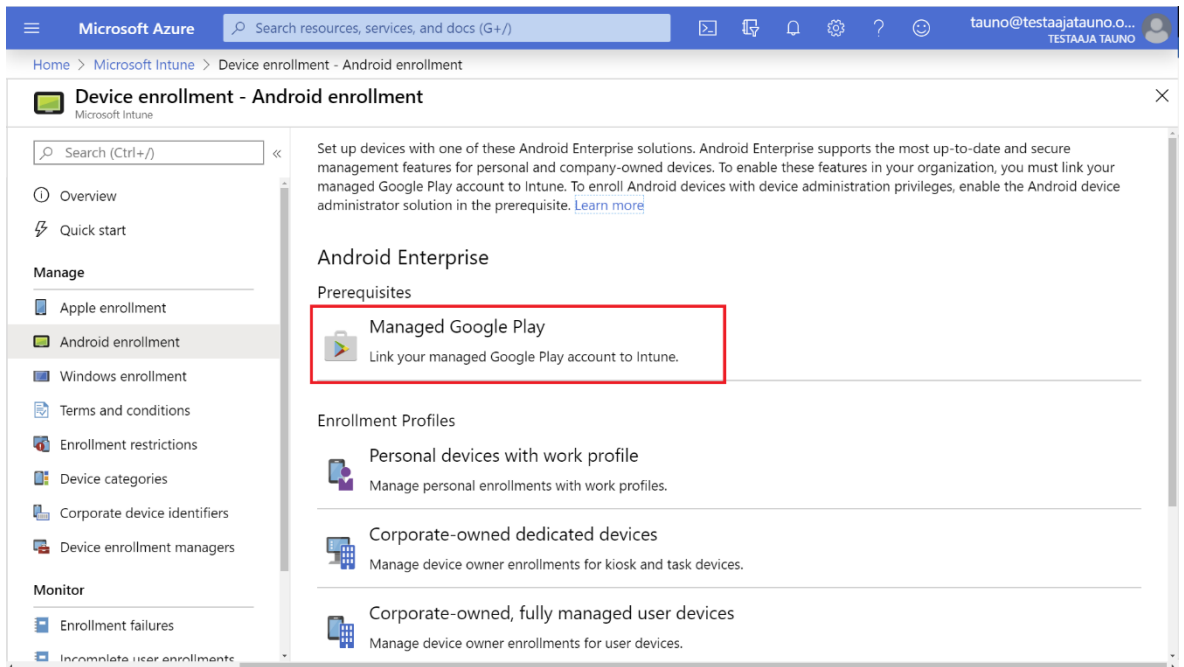 Microsoft Azure
Search resources, services, and docs (G+/)
tauno@testaajatauno.o...
TESTAAJA TAUNO
Home > Microsoft Intune > Device enrollment - Android enrollment
Device enrollment - Android enrollment
Microsoft Intune
Search (Ctrl+/)
Overview
Quick start
Manage
Apple enrollment
Android enrollment
Windows enrollment
Terms and conditions
Enrollment restrictions
Device categories
Corporate device identifiers
Device enrollment managers
Monitor
Enrollment failures
Incomplete user enrollments
Set up devices with one of these Android Enterprise solutions. Android Enterprise supports the most up-to-date and secure
management features for personal and company-owned devices. To enable these features in your organization, you must link your
managed Google Play account to Intune. To enroll Android devices with device administration privileges, enable the Android device
administrator solution in the prerequisite. Learn more
Android Enterprise
Prerequisites
Managed Google Play
Link your managed Google Play account to Intune.
Enrollment Profiles
Personal devices with work profile
Manage personal enrollments with work profiles.
Corporate-owned dedicated devices
Manage device owner enrollments for kiosk and task devices.
Corporate-owned, fully managed user devices
Manage device owner enrollments for user devices.